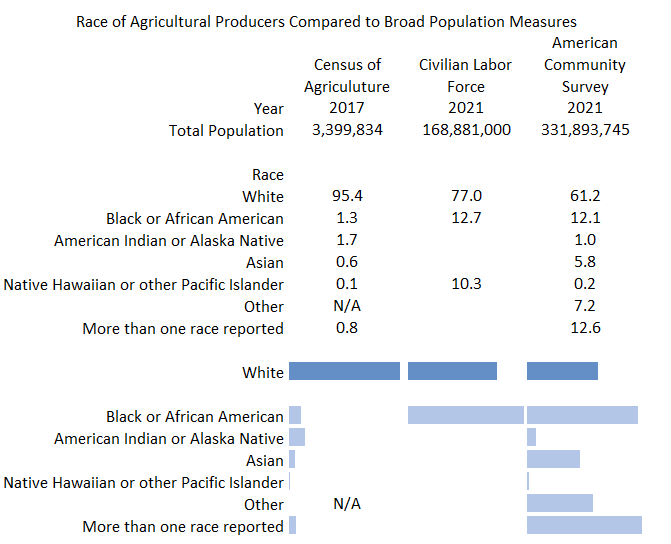 Race of Agricultural Producers Compared to Broad Population Measures
American
Census of Civilian Labor Community
Agriculuture Force Survey
Year 2017 2021 2021
Total Population 3,399,834 168,881,000 331,893,745
Race
White 95.4 77.0 61.2
Black or African American 1.3 12.7 12.1
American Indian or Alaska Native 1.7 1.0
Asian 0.6 5.8
Native Hawaiian or other Pacific Islander 0.1 10.3 0.2
Other N/A 7.2
More than one race reported 0.8 12.6
White
Black or African American
American Indian or Alaska Native
Asian
Native Hawaiian or other Pacific Islander
Other N/A
More than one race reported